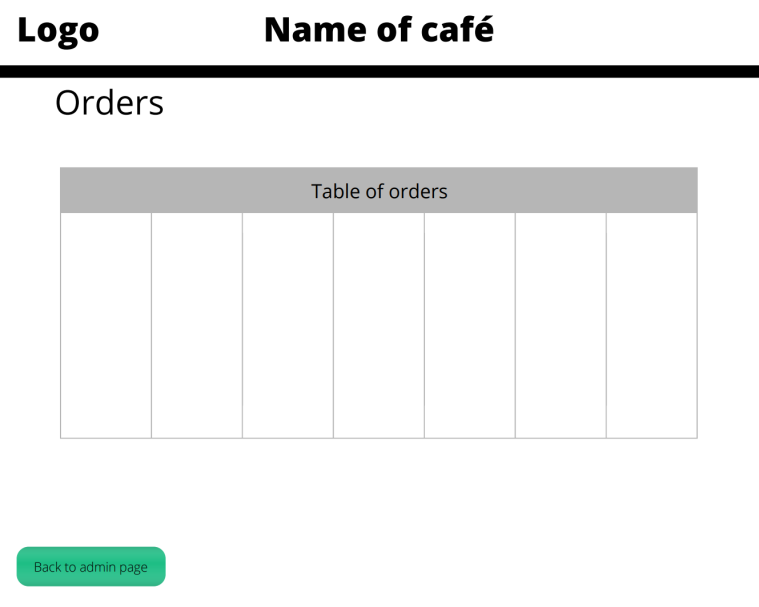 Logo
Name of café
Orders
Table of orders
Back to admin page